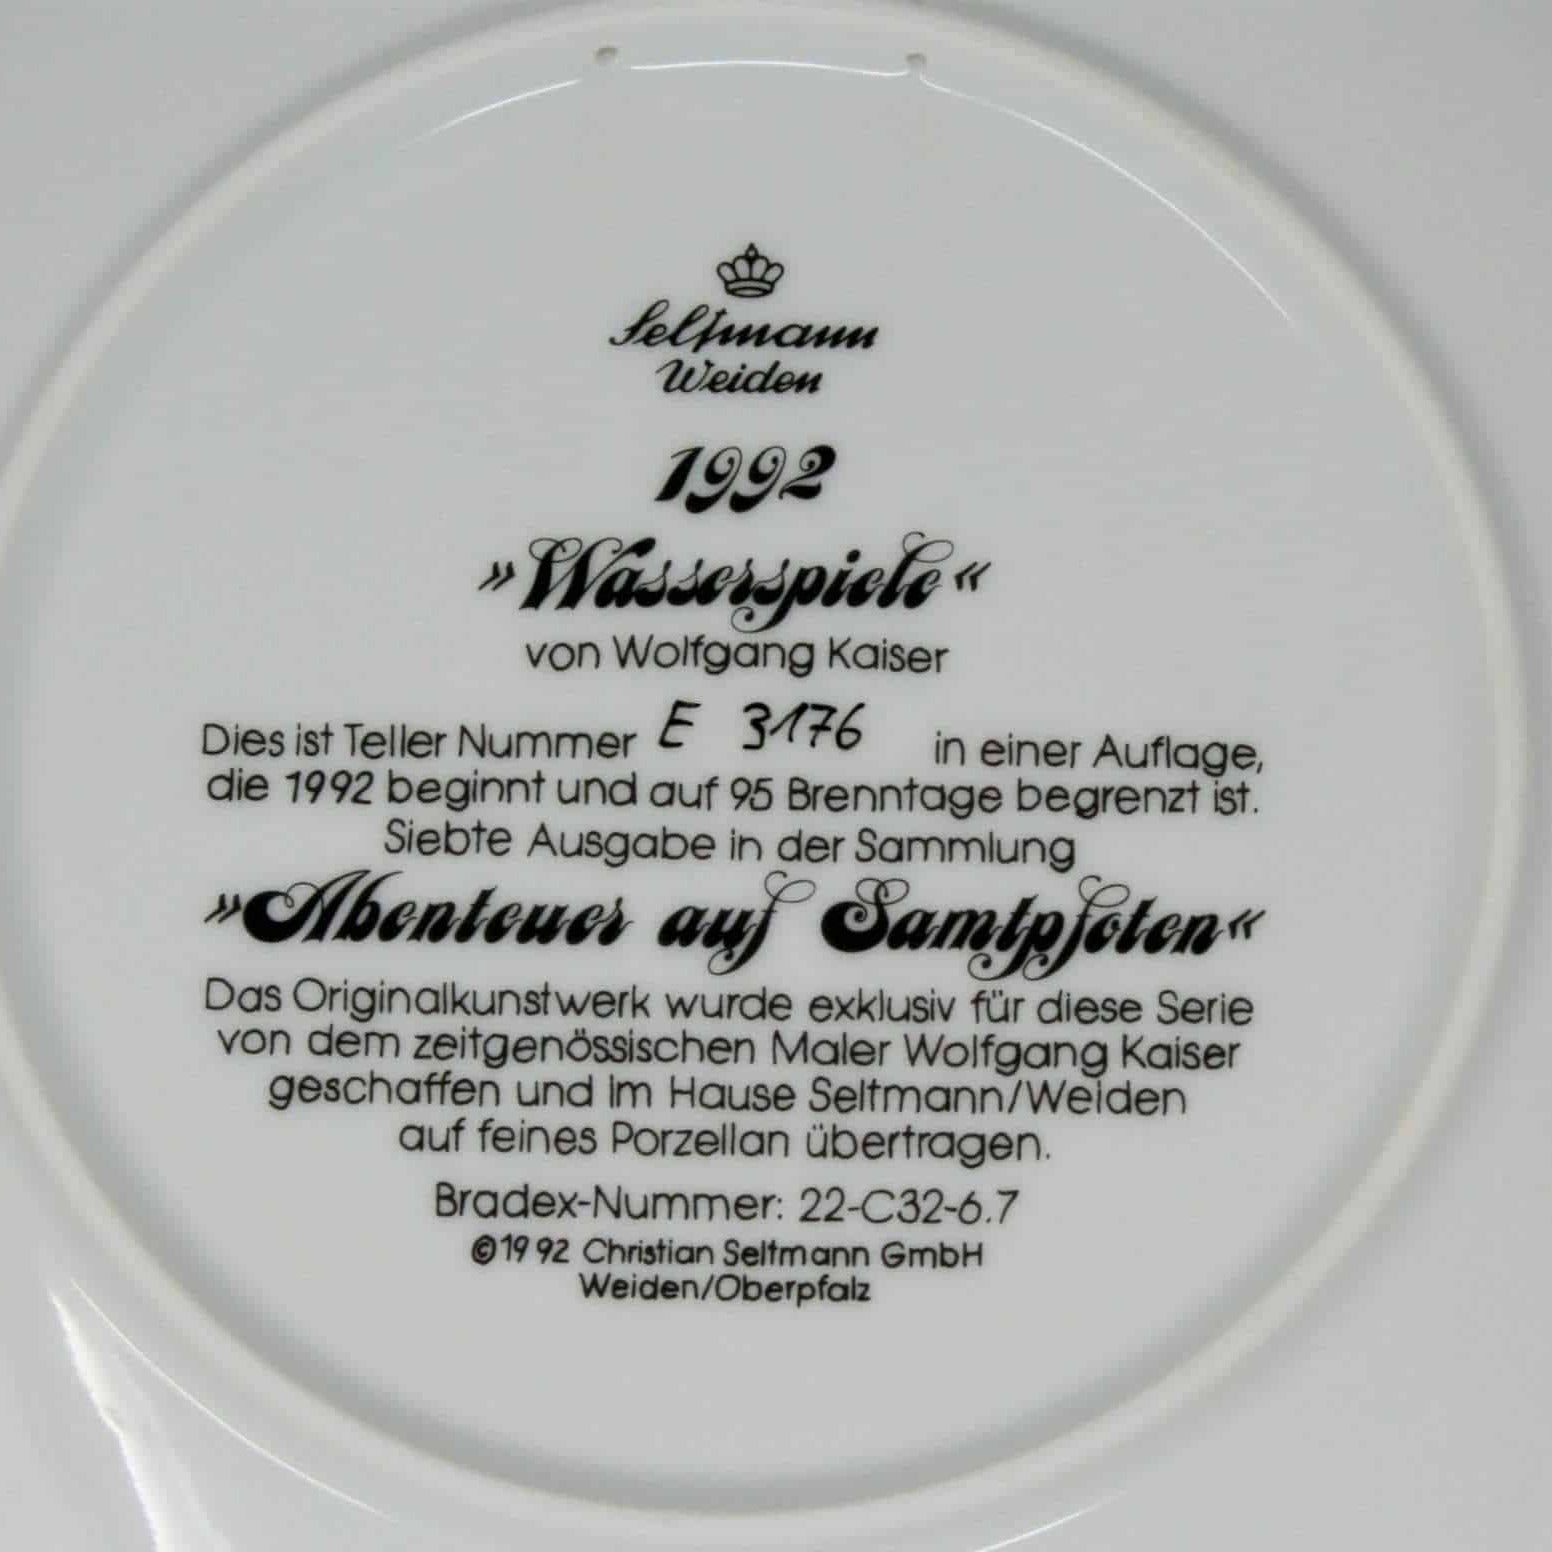 Seltmann
Weiden
1992
»Wasserspiele«
von Wolfgang Kaiser
Dies ist Teller Nummer E 3176 in einer Auflage,
die 1992 beginnt und auf 95 Brenntage begrenzt ist.
Siebte Ausgabe in der Sammlung
»Abenteuer auf Samtpfoten«
Das Originalkunstwerk wurde exklusiv für diese Serie
von dem zeitgenössischen Maler Wolfgang Kaiser
geschaffen und im Hause Seltmann/Weiden
auf feines Porzellan übertragen.
Bradex-Nummer: 22-C32-6.7
©1992 Christian Seltmann GmbH
Weiden/Oberpfalz